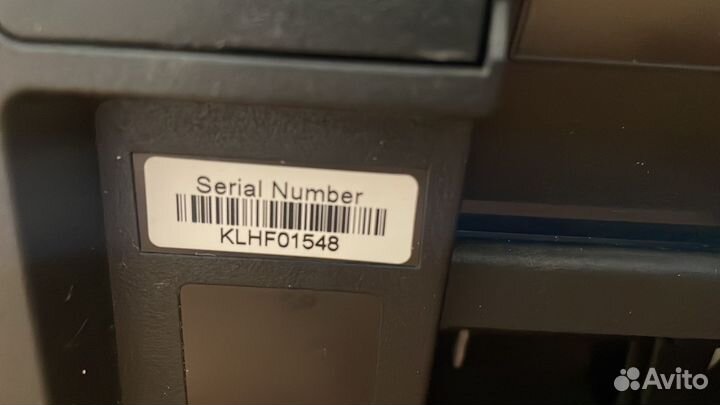 Serial Number
KLHF01548
Avito